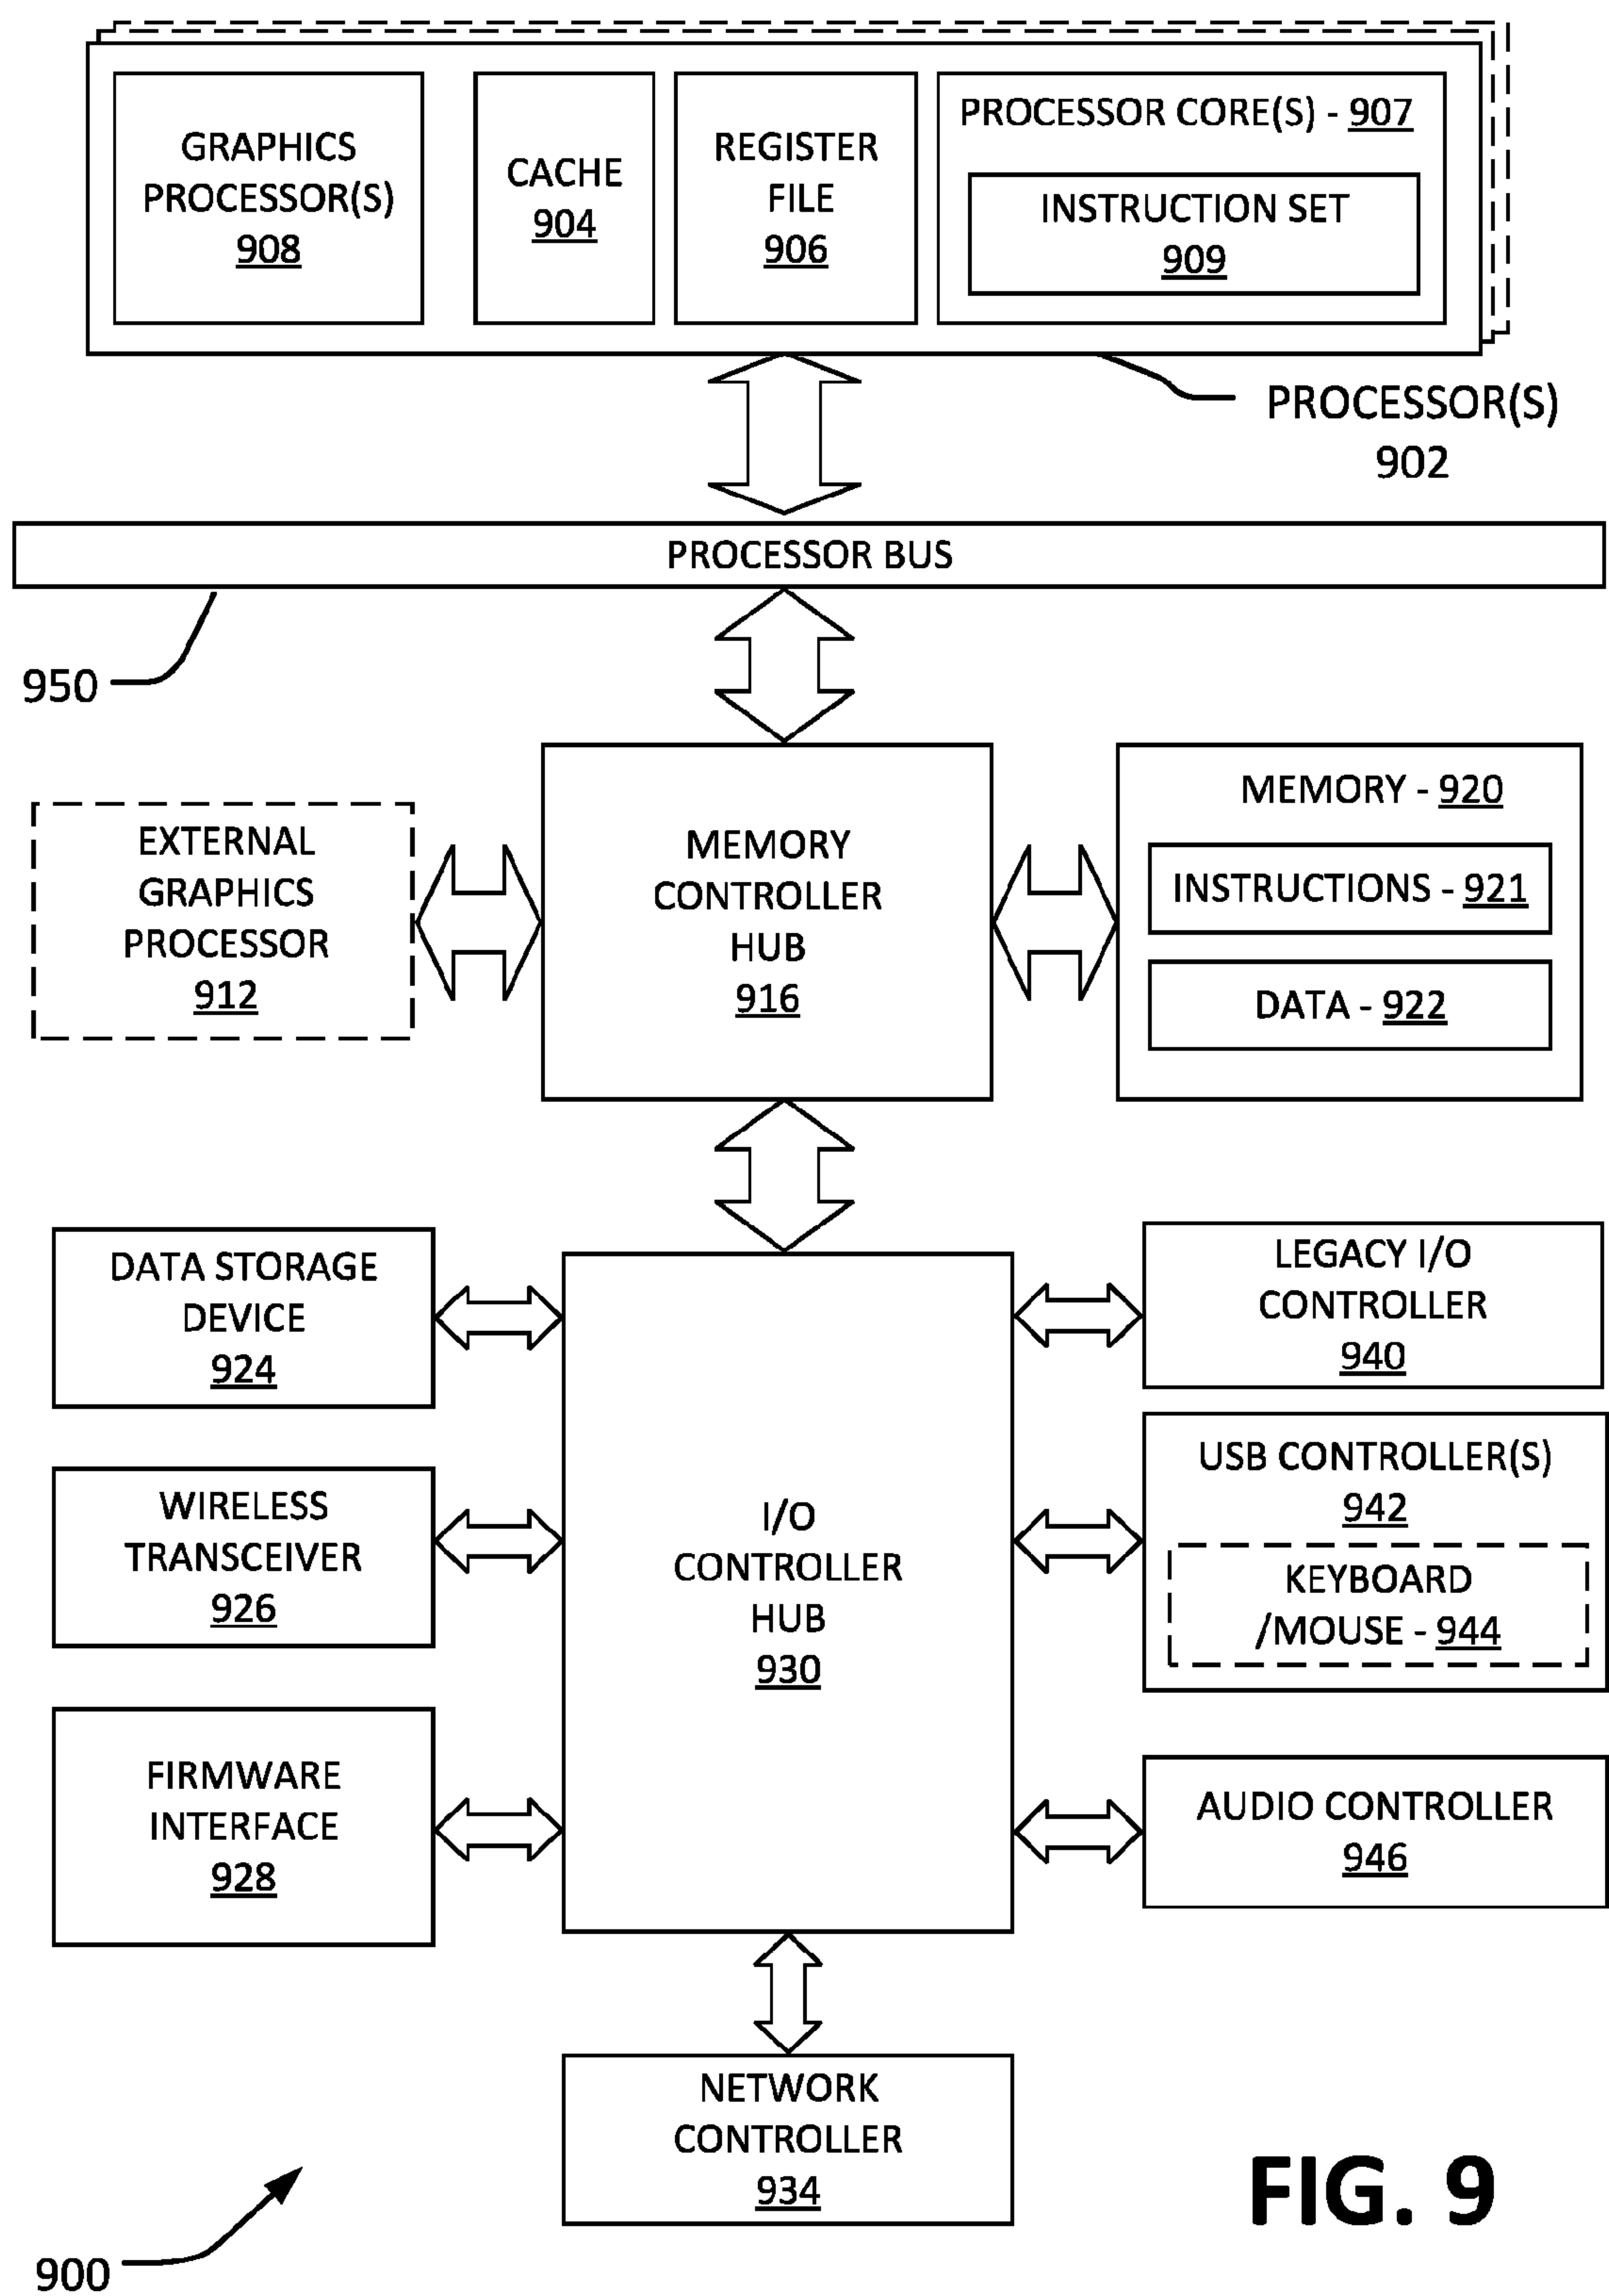 GRAPHICS
PROCESSOR(S)
908
CACHE
904
REGISTER
FILE
906
PROCESSOR CORE(S) - 907
INSTRUCTION SET
909
PROCESSOR(S)
902
PROCESSOR BUS
950
EXTERNAL
GRAPHICS
PROCESSOR
912
MEMORY
CONTROLLER
HUB
916
MEMORY - 920
INSTRUCTIONS - 921
DATA - 922
DATA STORAGE
DEVICE
924
WIRELESS
TRANSCEIVER
926
FIRMWARE
INTERFACE
928
I/O
CONTROLLER
HUB
930
LEGACY I/O
CONTROLLER
940
USB CONTROLLER(S)
942
KEYBOARD
/MOUSE - 944
AUDIO CONTROLLER
946
NETWORK
CONTROLLER
934
900
FIG. 9